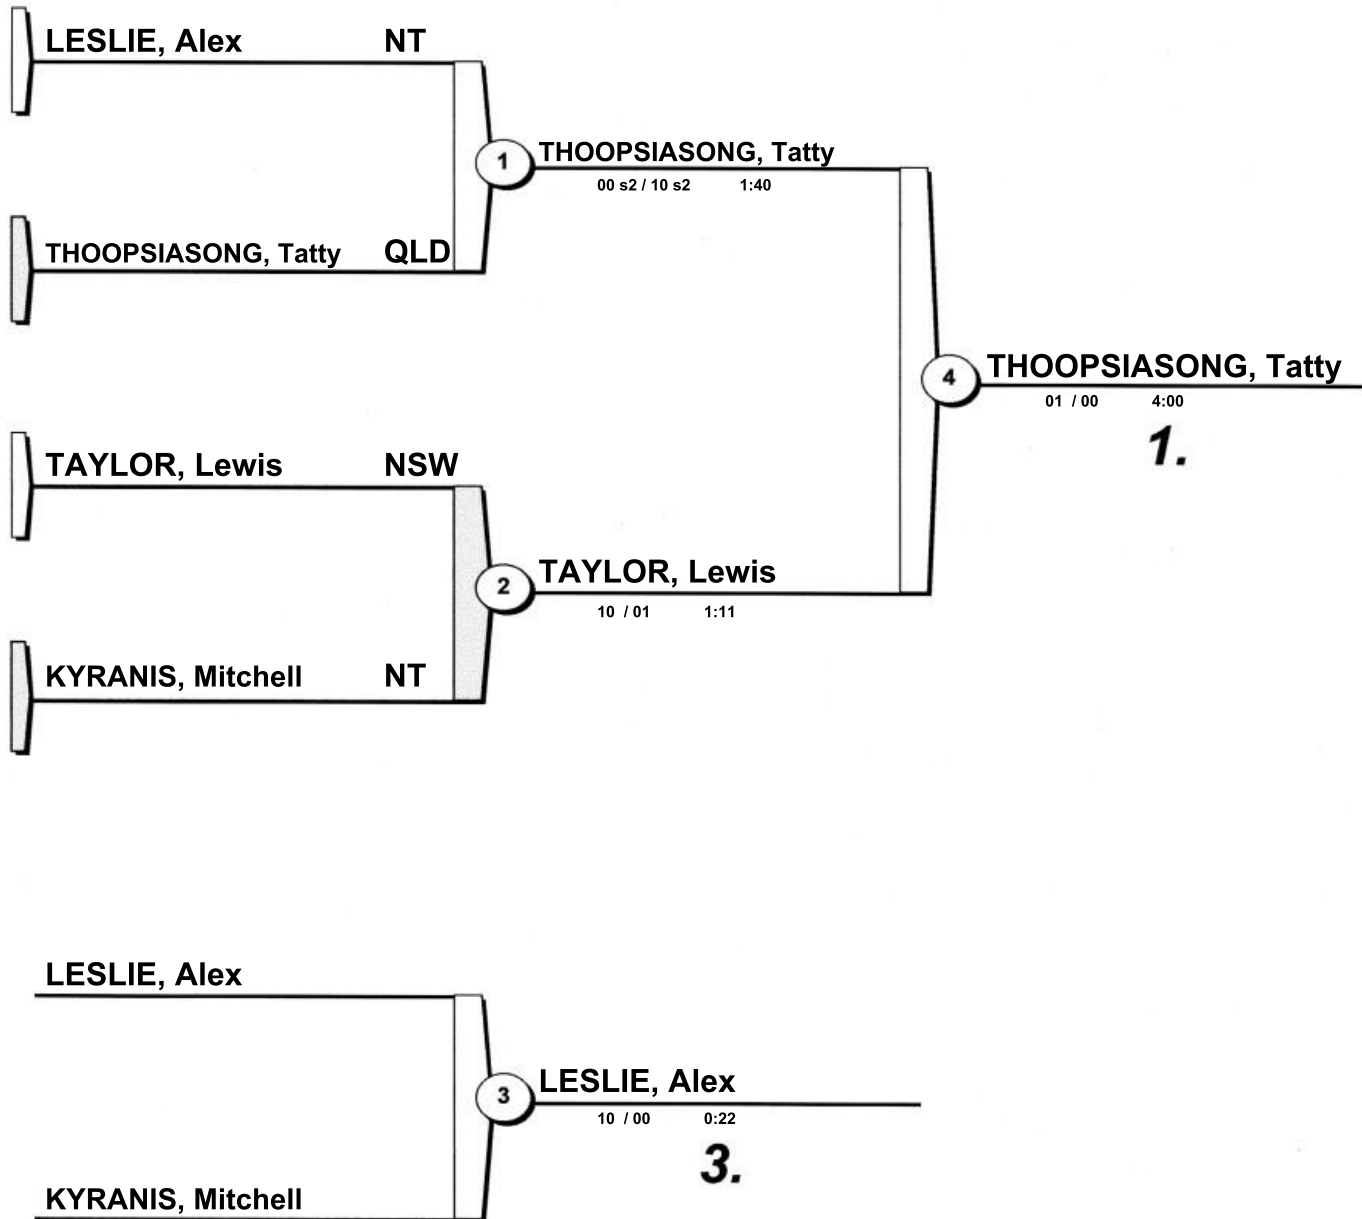 LESLIE, Alex NT
1 THOOPSIASONG, Tatty
00 s2 / 10 s2 1:40
THOOPSIASONG, Tatty QLD
4 THOOPSIASONG, Tatty
01 / 00 4:00
1.
TAYLOR, Lewis NSW
2 TAYLOR, Lewis
10 / 01 1:11
KYRANIS, Mitchell NT
LESLIE, Alex
3 LESLIE, Alex
10 / 00 0:22
3.
KYRANIS, Mitchell